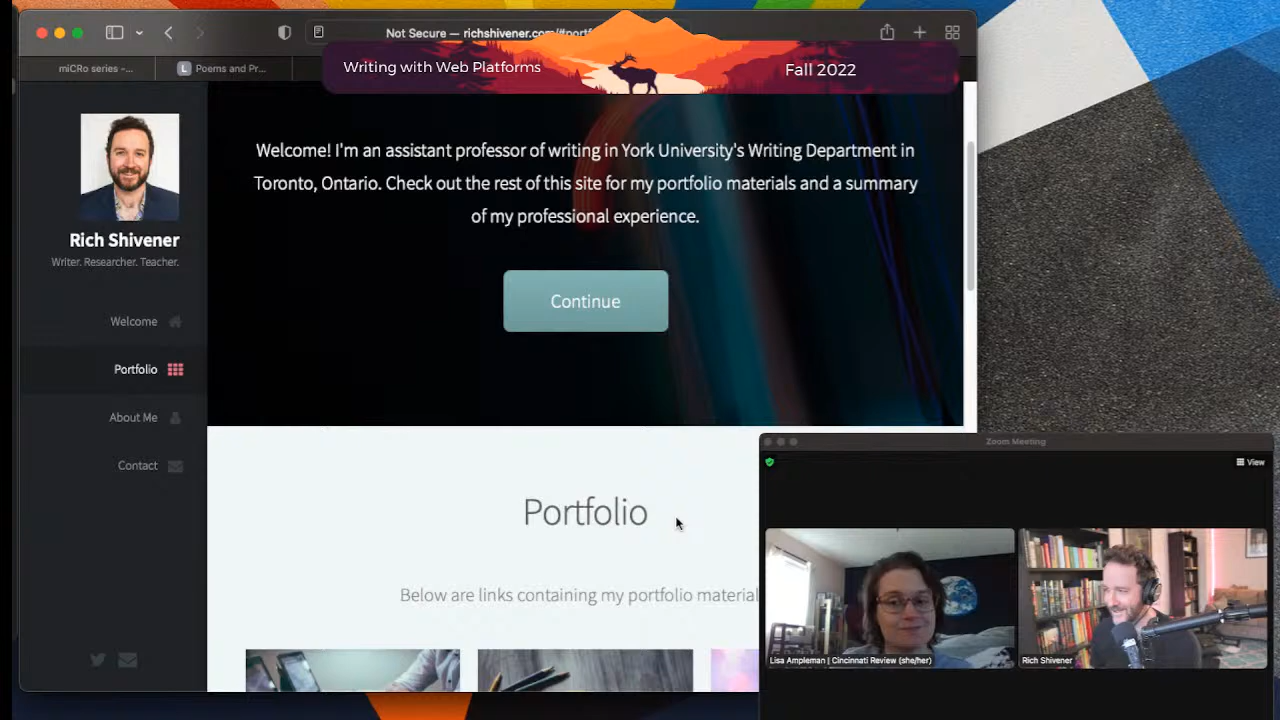 Not Secure — richshivener.com/#portf
miCRo series -...
Poems and Pr...
Writing with Web Platforms
Fall 2022
Rich Shivener
Writer. Researcher. Teacher.
Welcome
Portfolio
About Me
Contact
Welcome! I'm an assistant professor of writing in York University's Writing Department in
Toronto, Ontario. Check out the rest of this site for my portfolio materials and a summary
of my professional experience.
Continue
Portfolio
Below are links containing my portfolio material
Zoom Meeting
View
Lisa Ampleman | Cincinnati Review (she/her)
Rich Shivener